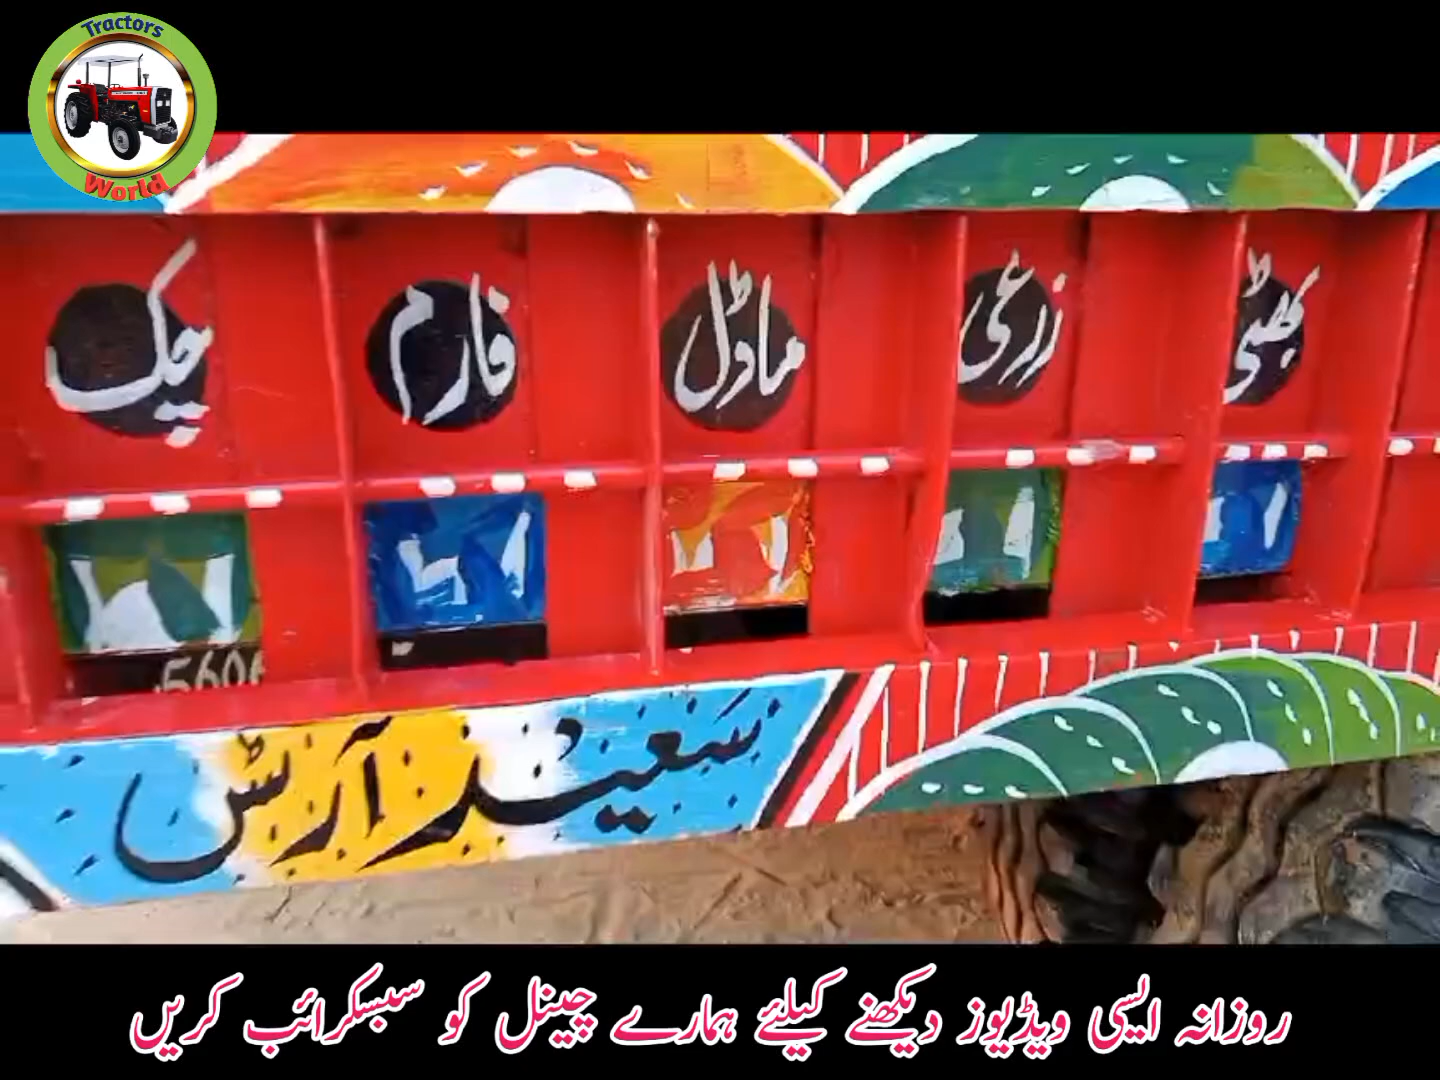 Tractors
World
بھٹی زرعی ماڈل فارم چک
5606
سعید آرٹس
روزانہ ایسی ویڈیوز دیکھنے کیلئے ہمارے چینل کو سبسکرائب کریں